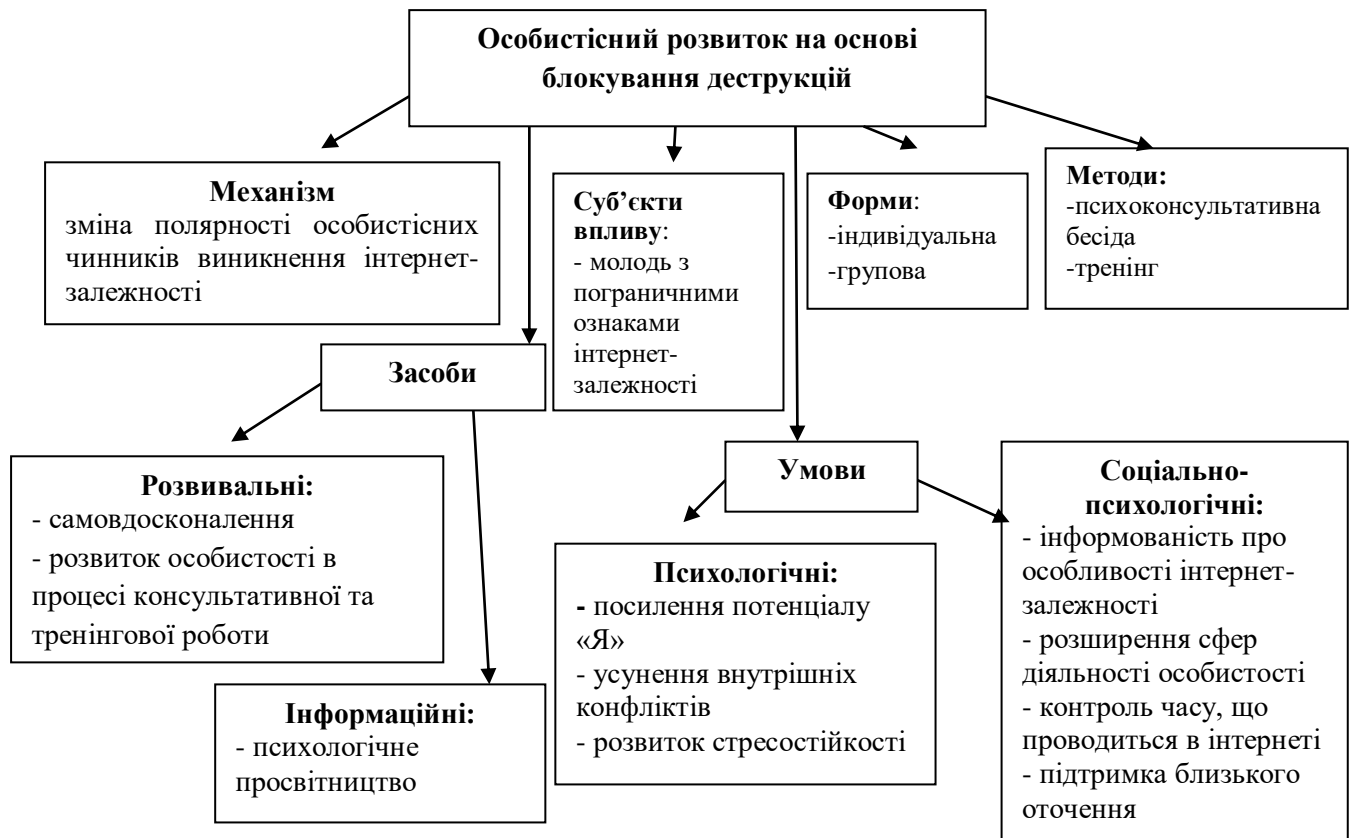 Особистісний розвиток на основі
блокування деструкцій
Механізм
зміна полярності особистісних
чинників виникнення інтернет-
залежності
Суб’єкти
впливу:
- молодь з
пограничними
ознаками
інтернет-
залежності
Форми:
-індивідуальна
-групова
Методи:
-психоконсультативна
бесіда
-тренінг
Засоби
Розвивальні:
- самовдосконалення
- розвиток особистості в
процесі консультативної та
тренінгової роботи
Інформаційні:
- психологічне
просвітництво
Умови
Психологічні:
- посилення потенціалу
«Я»
- усунення внутрішніх
конфліктів
- розвиток стресостійкості
Соціально-
психологічні:
- інформованість про
особливості інтернет-
залежності
- розширення сфер
діяльності особистості
- контроль часу, що
проводиться в інтернеті
- підтримка близького
оточення